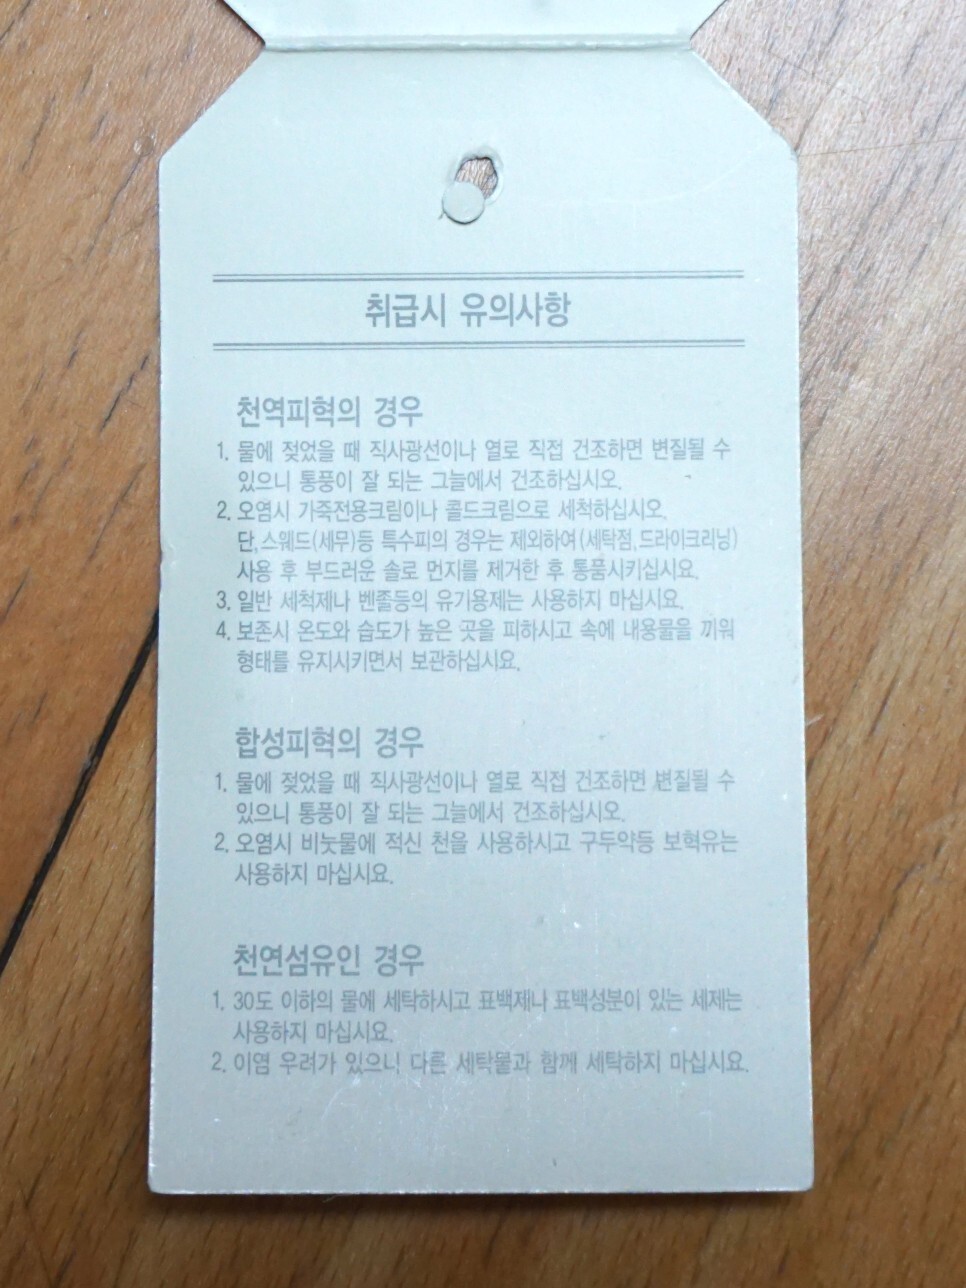 취급시 유의사항
천역피혁의 경우
1. 물에 젖었을 때 직사광선이나 열로 직접 건조하면 변질될 수
있으니 통풍이 잘 되는 그늘에서 건조하십시오.
2. 오염시 가죽전용크림이나 콜드크림으로 세척하십시오.
단,스웨드(세무)등 특수피의 경우는 제외하여(세탁점,드라이크리닝)
사용 후 부드러운 솔로 먼지를 제거한 후 통품시키십시요.
3. 일반 세척제나 벤졸등의 유기용제는 사용하지 마십시요.
4. 보존시 온도와 습도가 높은 곳을 피하시고 속에 내용물을 끼워
형태를 유지시키면서 보관하십시요.
합성피혁의 경우
1. 물에 젖었을 때 직사광선이나 열로 직접 건조하면 변질될 수
있으니 통풍이 잘 되는 그늘에서 건조하십시오.
2. 오염시 비눗물에 적신 천을 사용하시고 구두약등 보혁유는
사용하지 마십시요.
천연섬유인 경우
1. 30도 이하의 물에 세탁하시고 표백제나 표백성분이 있는 세제는
사용하지 마십시요.
2. 이염 우려가 있으니 다른 세탁물과 함께 세탁하지 마십시요.